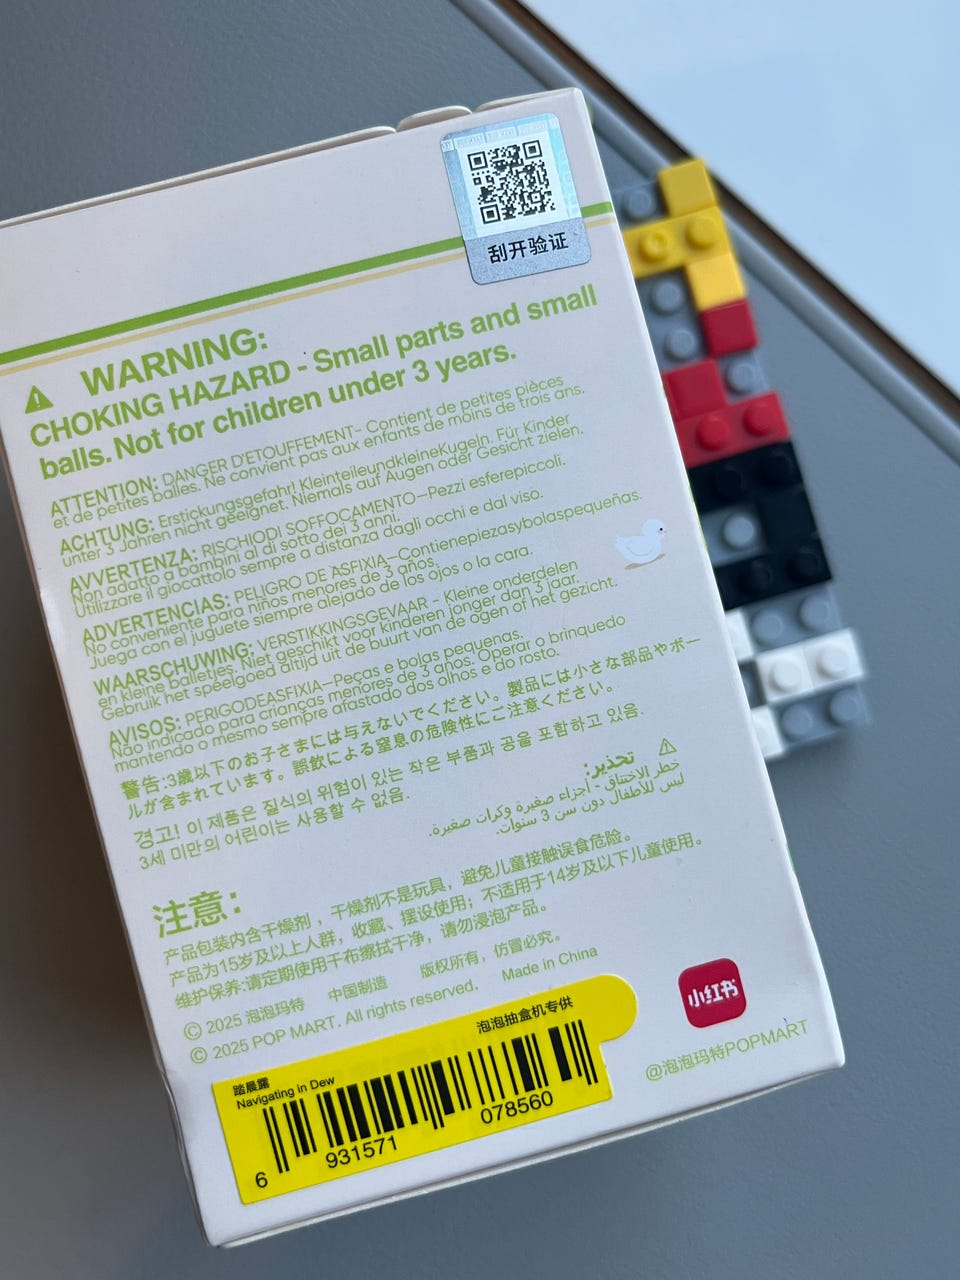 刮开验证
WARNING:
CHOKING HAZARD - Small parts and small
balls. Not for children under 3 years.
ATTENTION: DANGER D'ETOUFFEMENT- Contient de petites pièces
et de petites balles. Ne convient pas aux enfants de moins de trois ans.
ACHTUNG: Erstickungsgefahr! KleinteileundkleineKugeln. Für Kinder
unter 3 Jahren nicht geeignet. Niemals auf Augen oder Gesicht zielen.
AVVERTENZA: RISCHIODI SOFFOCAMENTO—Pezzi esferepiccoli.
Non adatto a bambini al di sotto dei 3 anni.
Utilizzare il giocattolo sempre a distanza dagli occhi e dal viso.
ADVERTENCIAS: PELIGRO DE ASFIXIA—Contienepiezasybolaspequeñas.
No conveniente para niños menores de 3 años.
Juega con el juguete siempre alejado de los ojos o la cara.
WAARSCHUWING: VERSTIKKINGSGEVAAR - Kleine onderdelen
en kleine balletjes. Niet geschikt voor kinderen jonger dan 3 jaar.
Gebruik het speelgoed altijd uit de buurt van de ogen of het gezicht.
AVISOS: PERIGODEASFIXIA—Peças e bolas pequenas.
Não indicado para crianças menores de 3 años. Operar o brinquedo
mantendo o mesmo sempre afastado dos olhos e do rosto.
警告:3歳以下のお子さまには与えないでください。製品には小さな部品やボー
ルが含まれています。誤飲による窒息の危険性にご注意ください。
경고! 이 제품은 질식의 위험이 있는 작은 부품과 공을 포함하고 있음.
3세 미만의 어린이는 사용할 수 없음.
تحذير:
خطر الاختناق - أجزاء صغيرة وكرات صغيرة.
ليس للأطفال دون سن 3 سنوات.
注意:
产品包装内含干燥剂，干燥剂不是玩具，避免儿童接触误食危险。
产品为15岁及以上人群，收藏、摆设使用；不适用于14岁及以下儿童使用。
维护保养:请定期使用干布擦拭干净，请勿浸泡产品。
© 2025 泡泡玛特 中国制造 版权所有，仿冒必究。
© 2025 POP MART. All rights reserved. Made in China
小红书
@泡泡玛特POPMART
泡泡抽盒机专供
踏晨露
Navigating in Dew
6 931571 078560